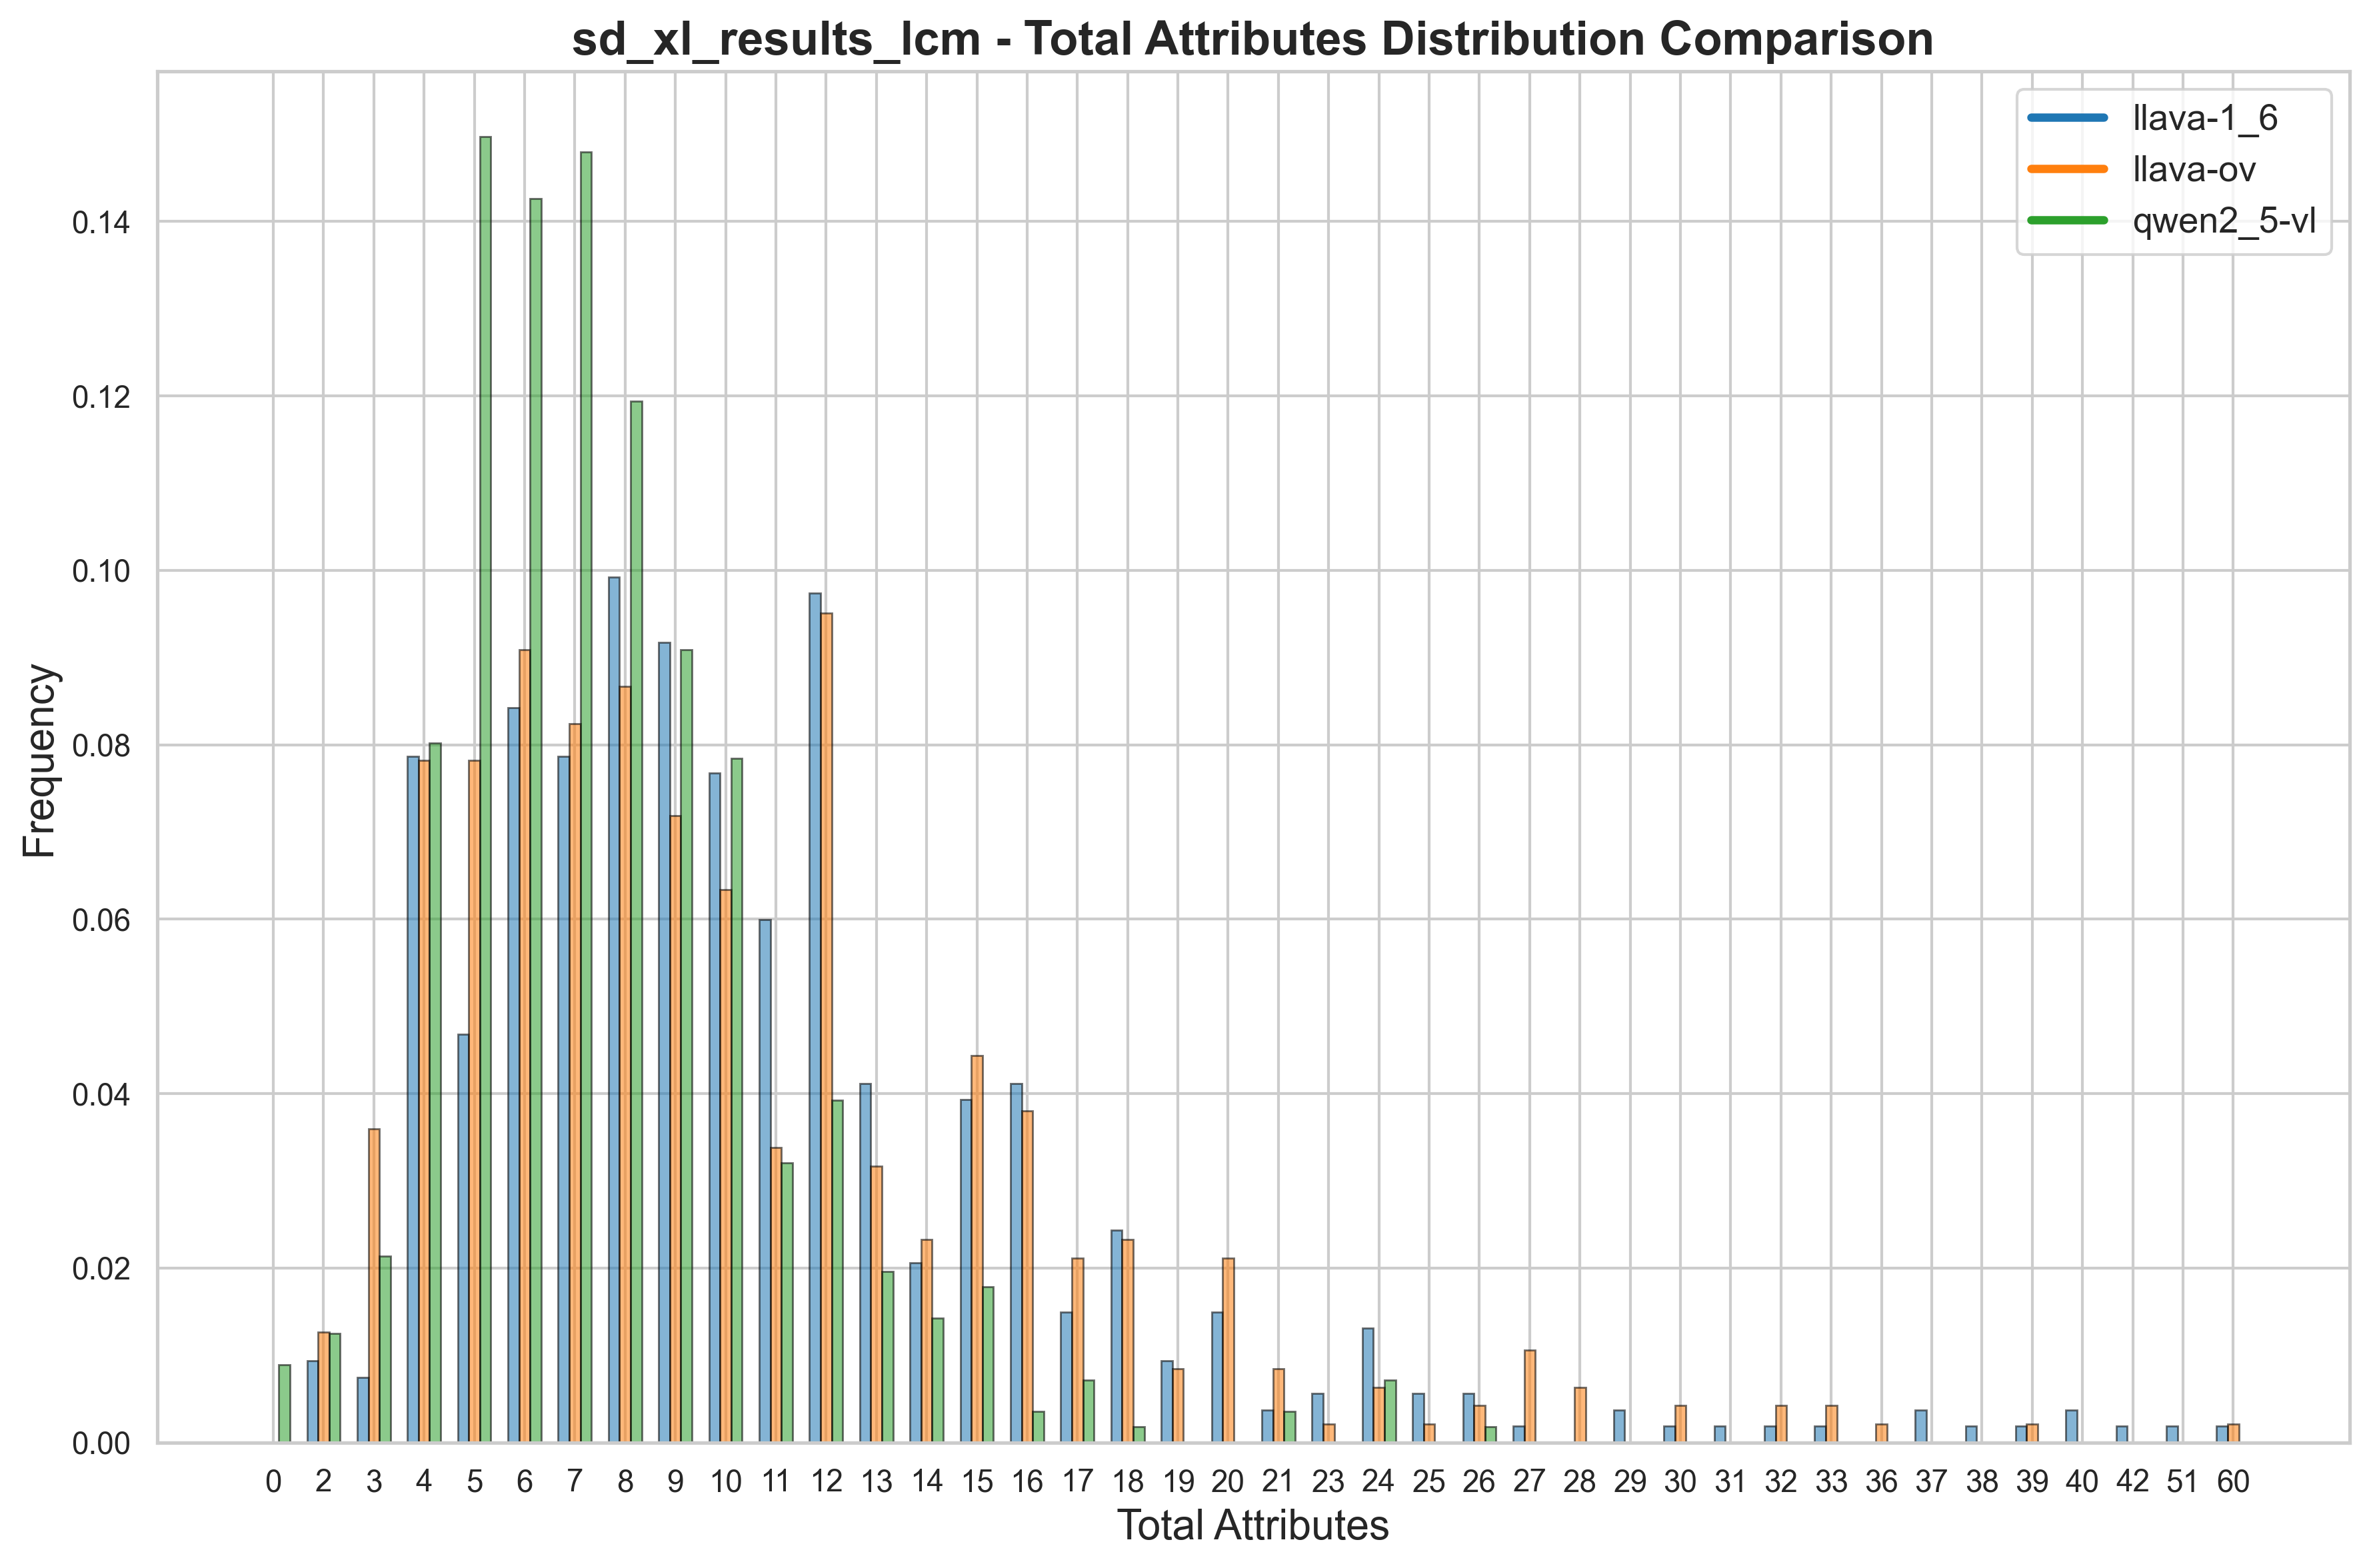 sd_xl_results_lcm - Total Attributes Distribution Comparison
llava-1_6
llava-ov
qwen2_5-vl
Frequency
0.14
0.12
0.10
0.08
0.06
0.04
0.02
0.00
0 2 3 4 5 6 7 8 9 10 11 12 13 14 15 16 17 18 19 20 21 23 24 25 26 27 28 29 30 31 32 33 36 37 38 39 40 42 51 60
Total Attributes